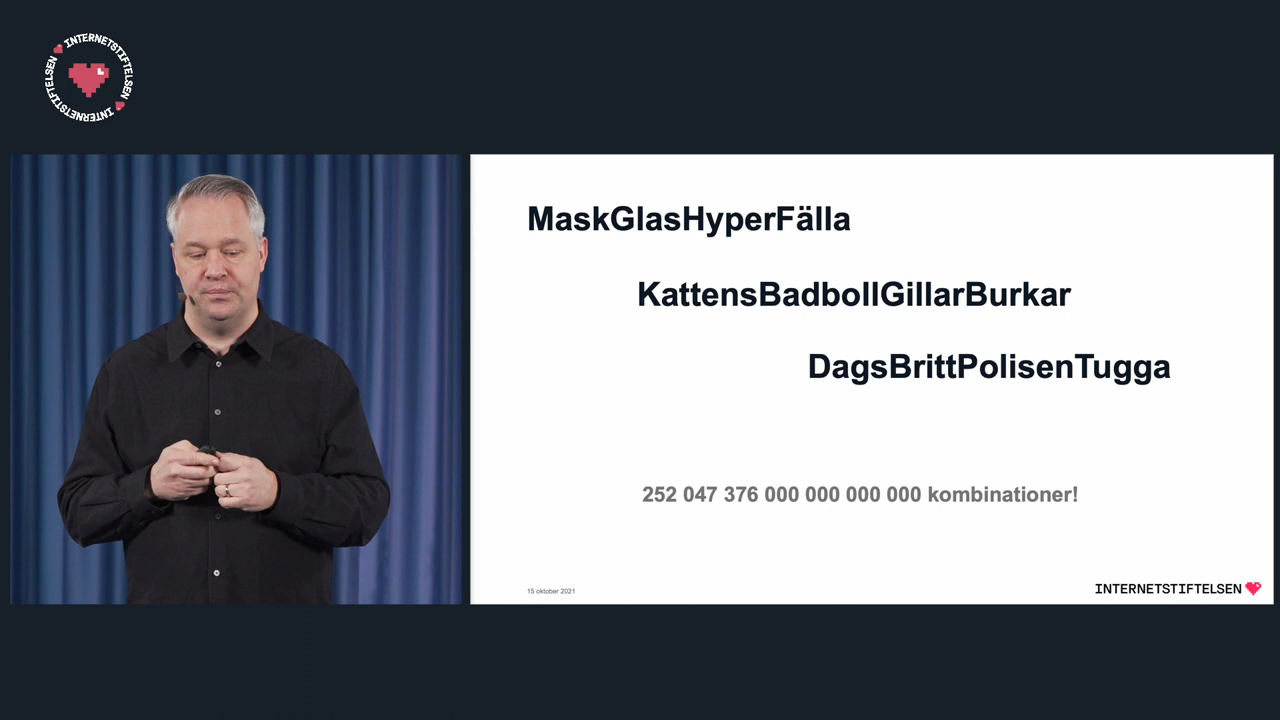 INTERNETSTIFTELSEN INTERNETSTIFTELSEN
MaskGlasHyperFälla
KattensBadbollGillarBurkar
DagsBrittPolisenTugga
252 047 376 000 000 000 000 kombinationer!
15 oktober 2021
INTERNETSTIFTELSEN